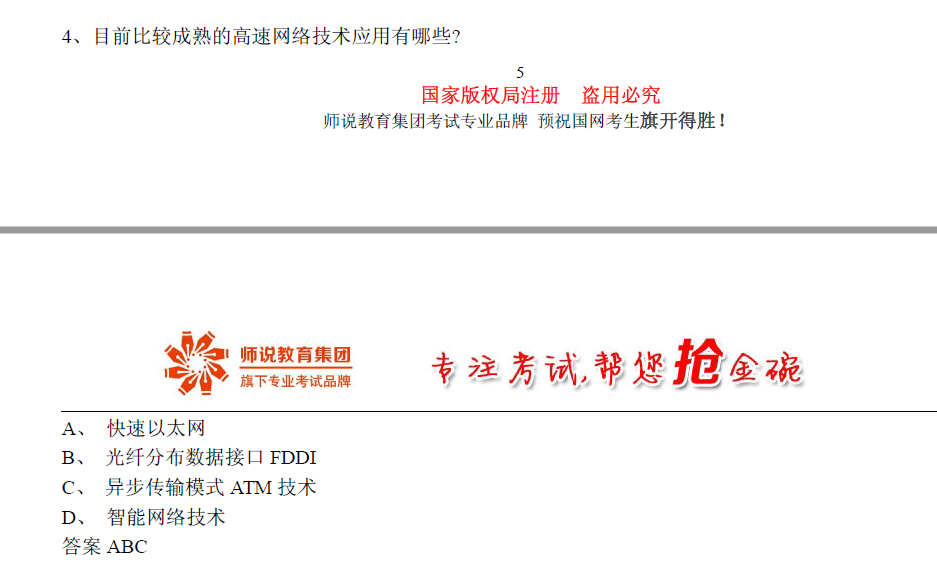 4、目前比较成熟的高速网络技术应用有哪些?
5
国家版权局注册 盗用必究
师说教育集团考试专业品牌 预祝国网考生旗开得胜！
师说教育集团
旗下专业考试品牌
专注考试,帮您抢金碗
A、 快速以太网
B、 光纤分布数据接口 FDDI
C、 异步传输模式 ATM 技术
D、 智能网络技术
答案 ABC